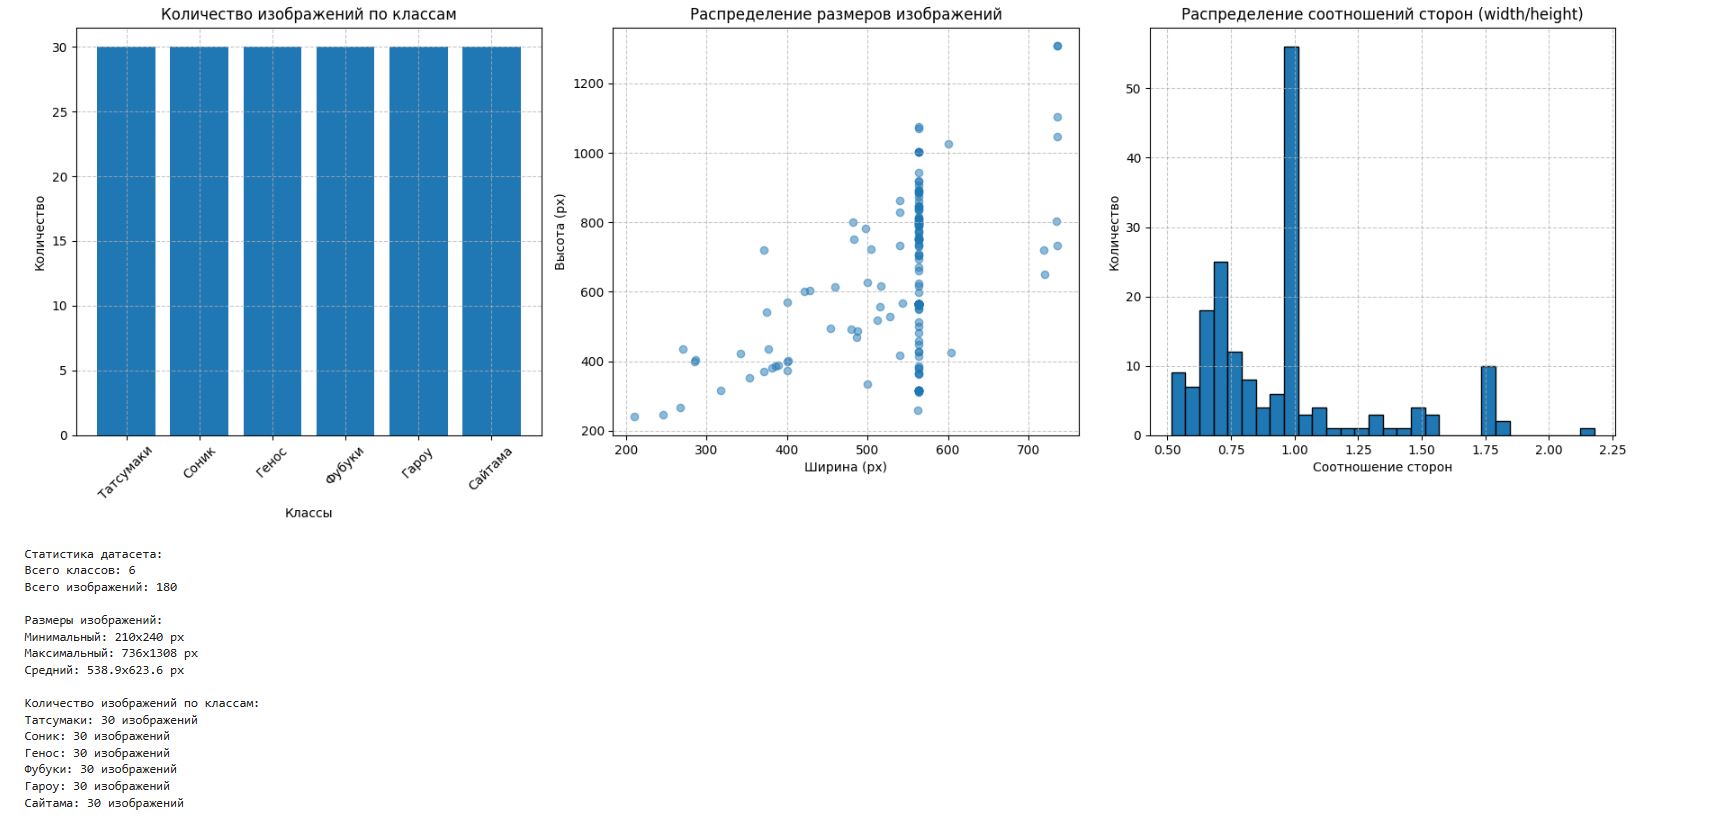 Количество изображений по классам
Количество
30
25
20
15
10
5
0
Татсумаки
Соник
Генос
Фубуки
Гароу
Сайтама
Классы
Распределение размеров изображений
Высота (px)
1200
1000
800
600
400
200
200
300
400
500
600
700
Ширина (px)
Распределение соотношений сторон (width/height)
Количество
50
40
30
20
10
0
0.50
0.75
1.00
1.25
1.50
1.75
2.00
2.25
Соотношение сторон
Статистика датасета:
Всего классов: 6
Всего изображений: 180
Размеры изображений:
Минимальный: 210x240 px
Максимальный: 736x1308 px
Средний: 538.9x623.6 px
Количество изображений по классам:
Татсумаки: 30 изображений
Соник: 30 изображений
Генос: 30 изображений
Фубуки: 30 изображений
Гароу: 30 изображений
Сайтама: 30 изображений